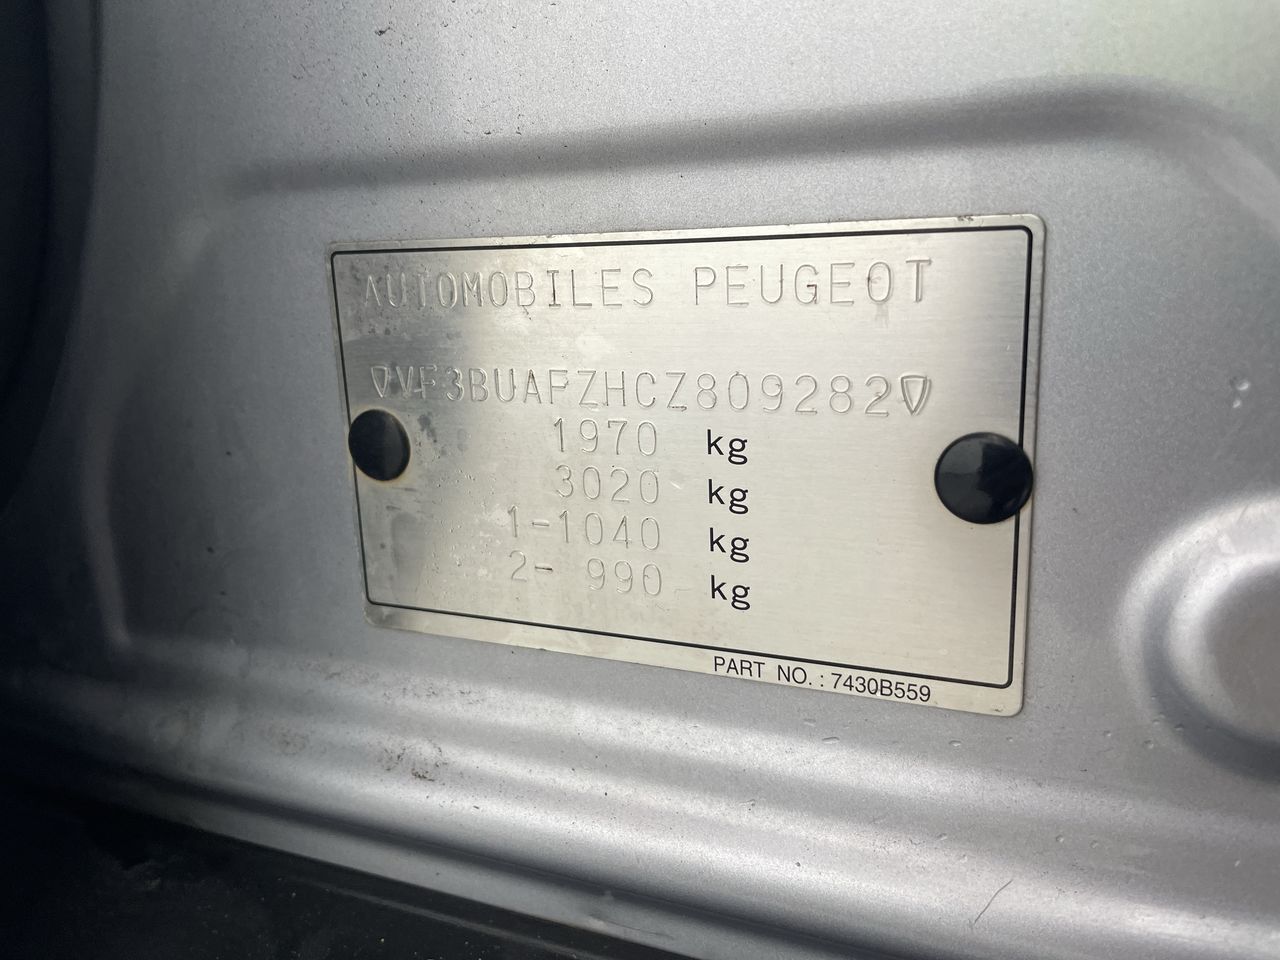 AUTOMOBILES PEUGEOT
VF3BUAFZHCZ809282
1970 kg
3020 kg
1-1040 kg
2- 990 kg
PART NO. : 7430B559